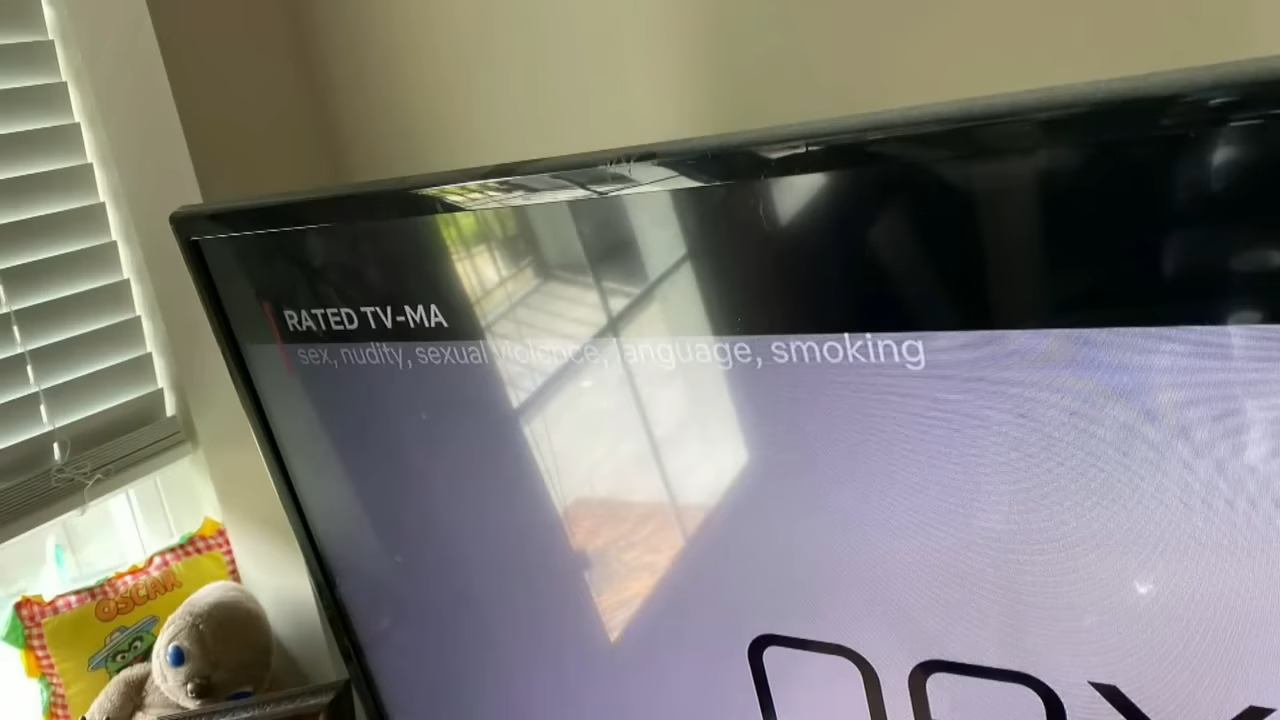 RATED TV-MA
sex, nudity, sexual violence, language, smoking
OSCAR